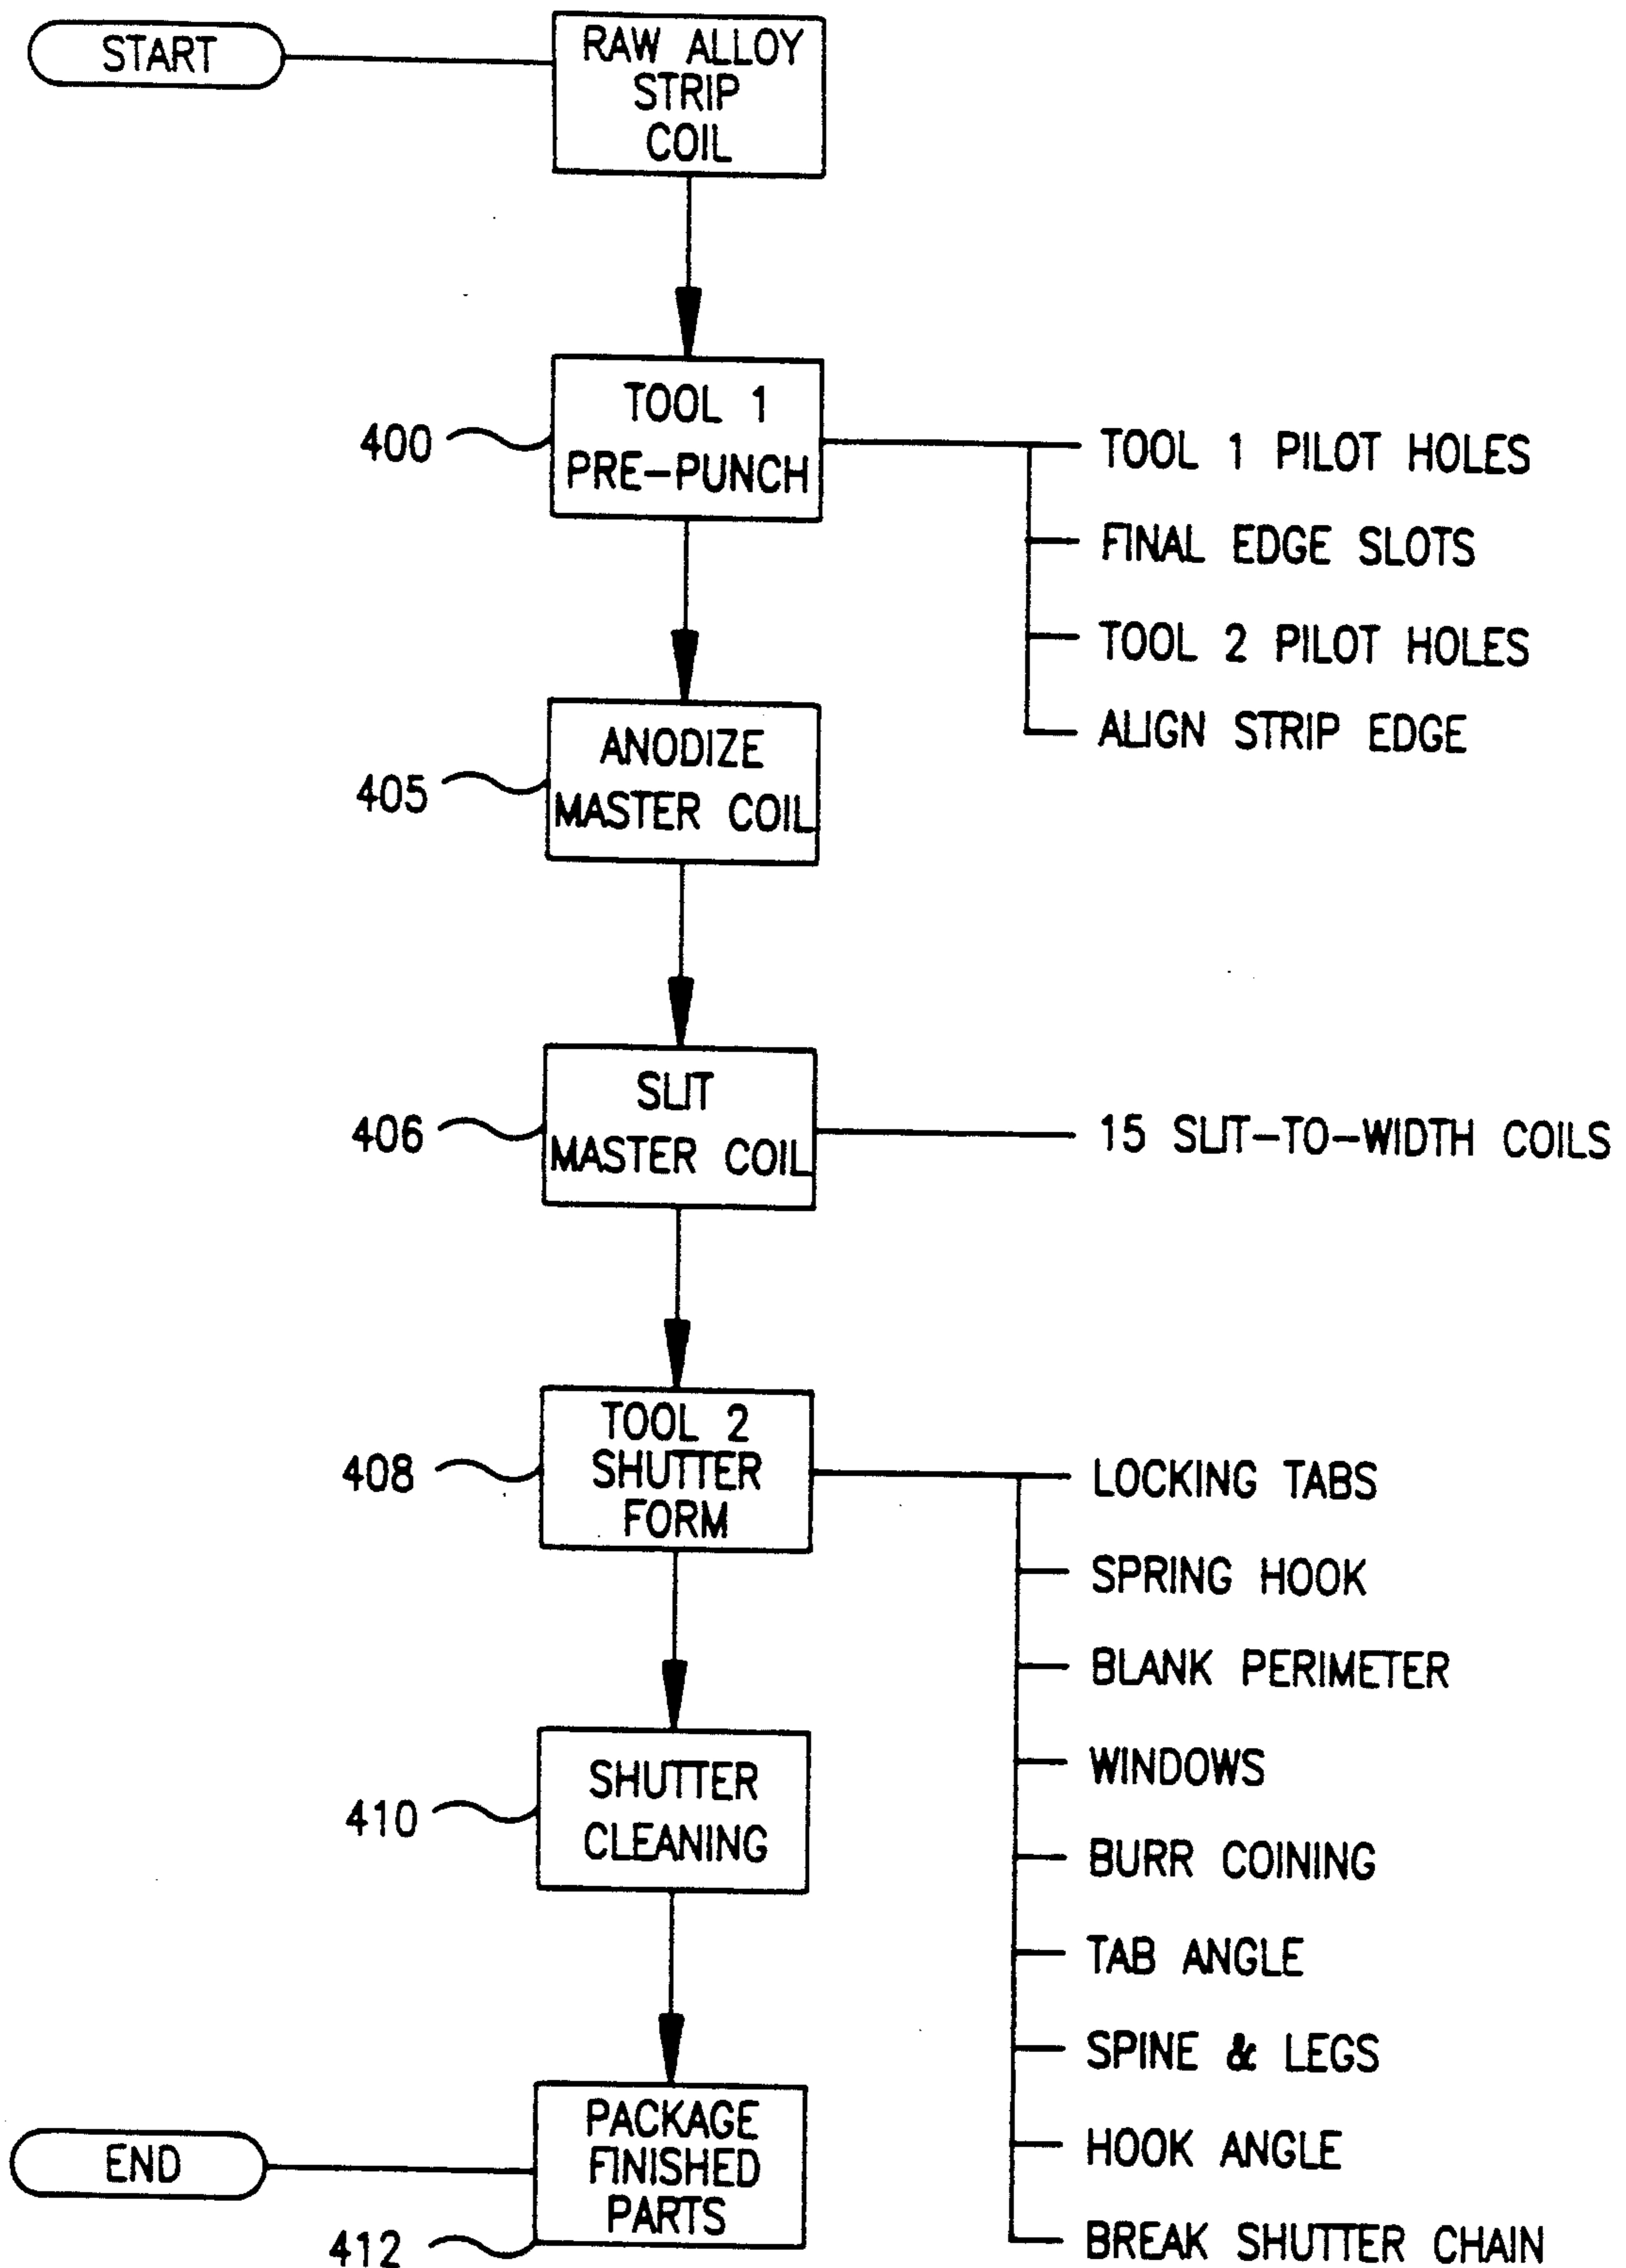 START
RAW ALLOY
STRIP
COIL
400
TOOL 1
PRE-PUNCH
TOOL 1 PILOT HOLES
FINAL EDGE SLOTS
TOOL 2 PILOT HOLES
ALIGN STRIP EDGE
405
ANODIZE
MASTER COIL
406
SLIT
MASTER COIL
15 SLIT-TO-WIDTH COILS
408
TOOL 2
SHUTTER
FORM
LOCKING TABS
SPRING HOOK
BLANK PERIMETER
WINDOWS
BURR COINING
TAB ANGLE
SPINE & LEGS
HOOK ANGLE
BREAK SHUTTER CHAIN
410
SHUTTER
CLEANING
END
PACKAGE
FINISHED
PARTS
412